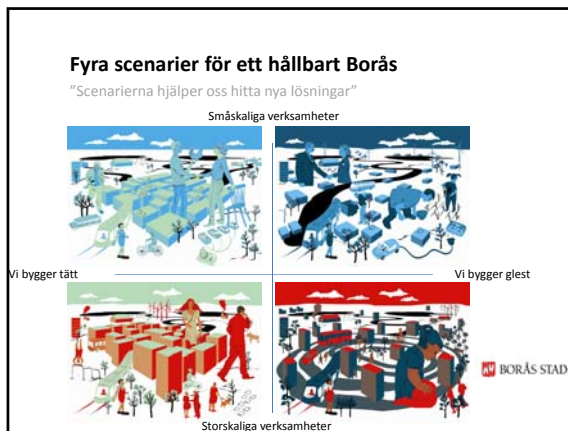 Fyra scenarier för ett hållbart Borås
”Scenarierna hjälper oss hitta nya lösningar”
Småskaliga verksamheter
Vi bygger tätt
Vi bygger glest
BORÅS STAD
Storskaliga verksamheter